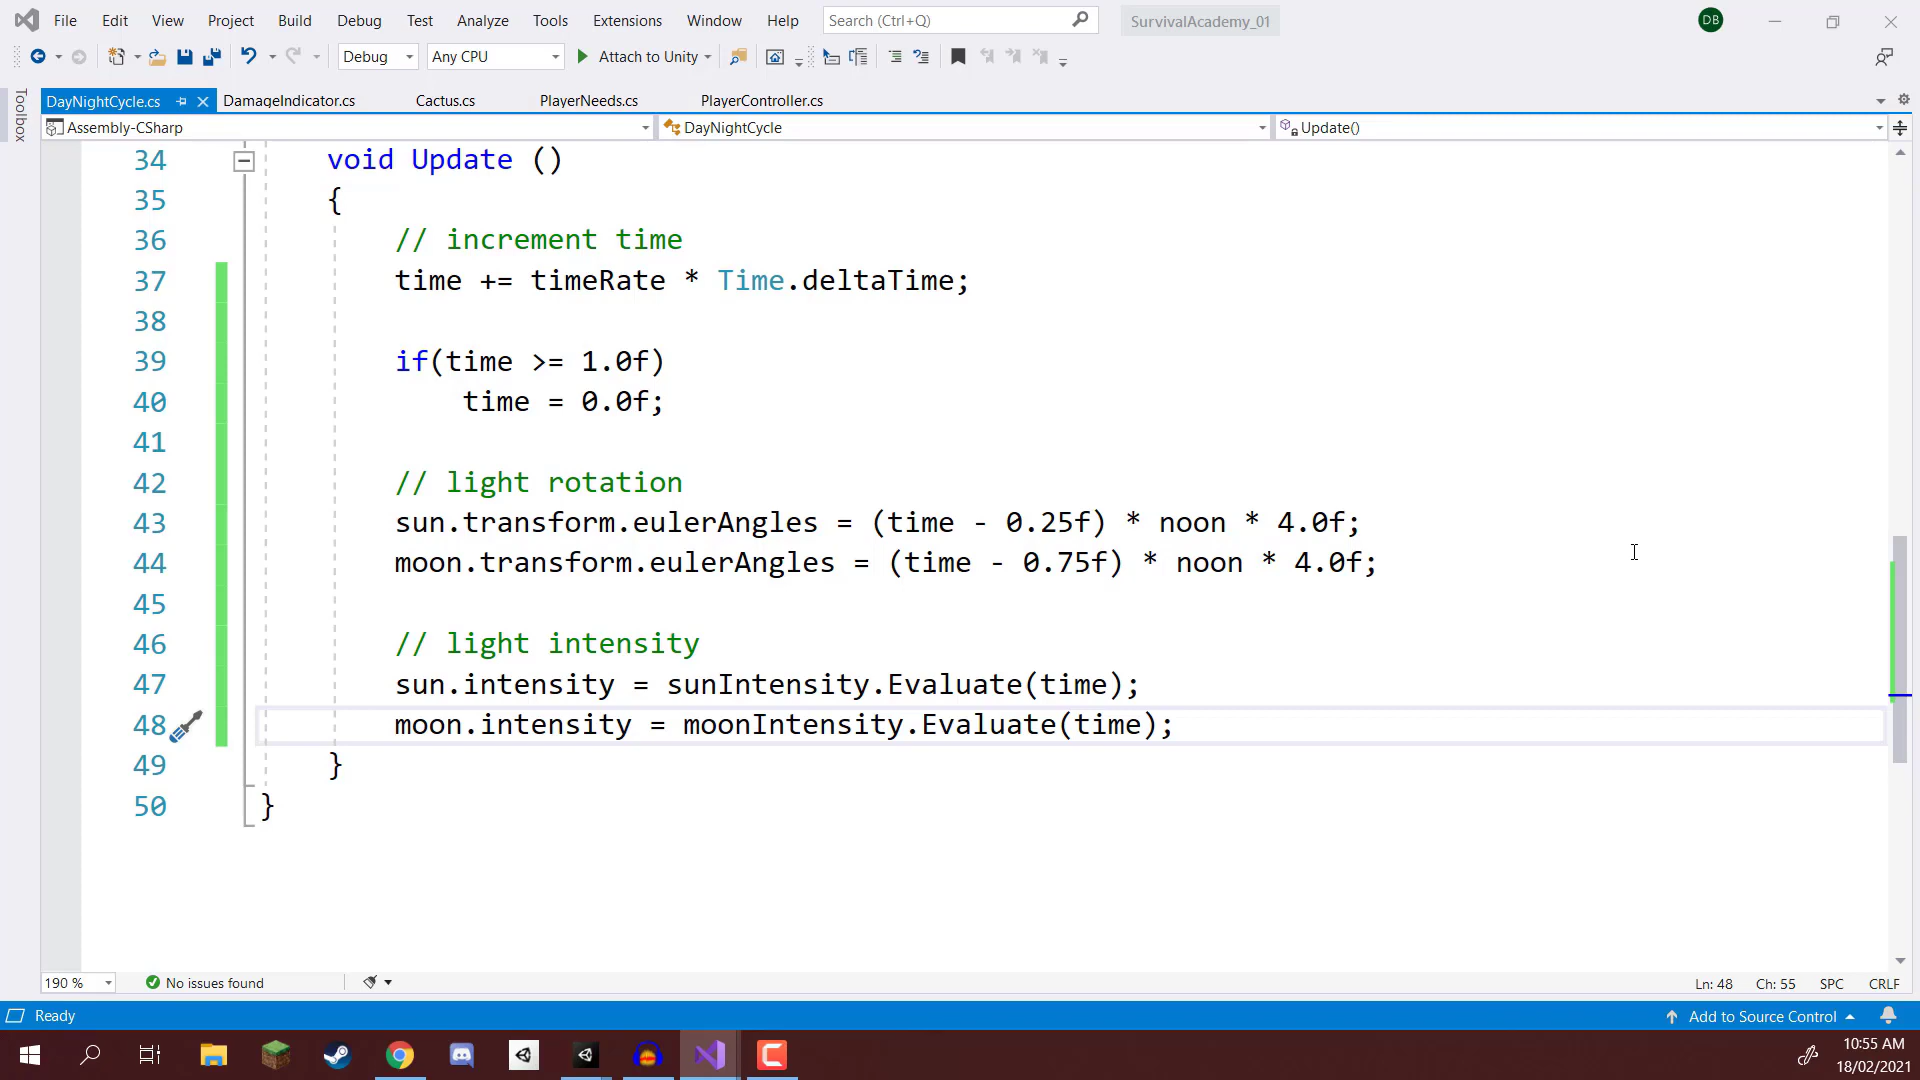 File Edit View Project Build Debug Test Analyze Tools Extensions Window Help Search (Ctrl+Q) SurvivalAcademy_01 DB
Debug Any CPU Attach to Unity
Toolbox
DayNightCycle.cs DamageIndicator.cs Cactus.cs PlayerNeeds.cs PlayerController.cs
Assembly-CSharp DayNightCycle Update()
34 void Update ()
35 {
36 // increment time
37 time += timeRate * Time.deltaTime;
38
39 if(time >= 1.0f)
40 time = 0.0f;
41
42 // light rotation
43 sun.transform.eulerAngles = (time - 0.25f) * noon * 4.0f;
44 moon.transform.eulerAngles = (time - 0.75f) * noon * 4.0f;
45
46 // light intensity
47 sun.intensity = sunIntensity.Evaluate(time);
48 moon.intensity = moonIntensity.Evaluate(time);
49 }
50 }
190 % No issues found Ln: 48 Ch: 55 SPC CRLF
Ready Add to Source Control
10:55 AM
18/02/2021